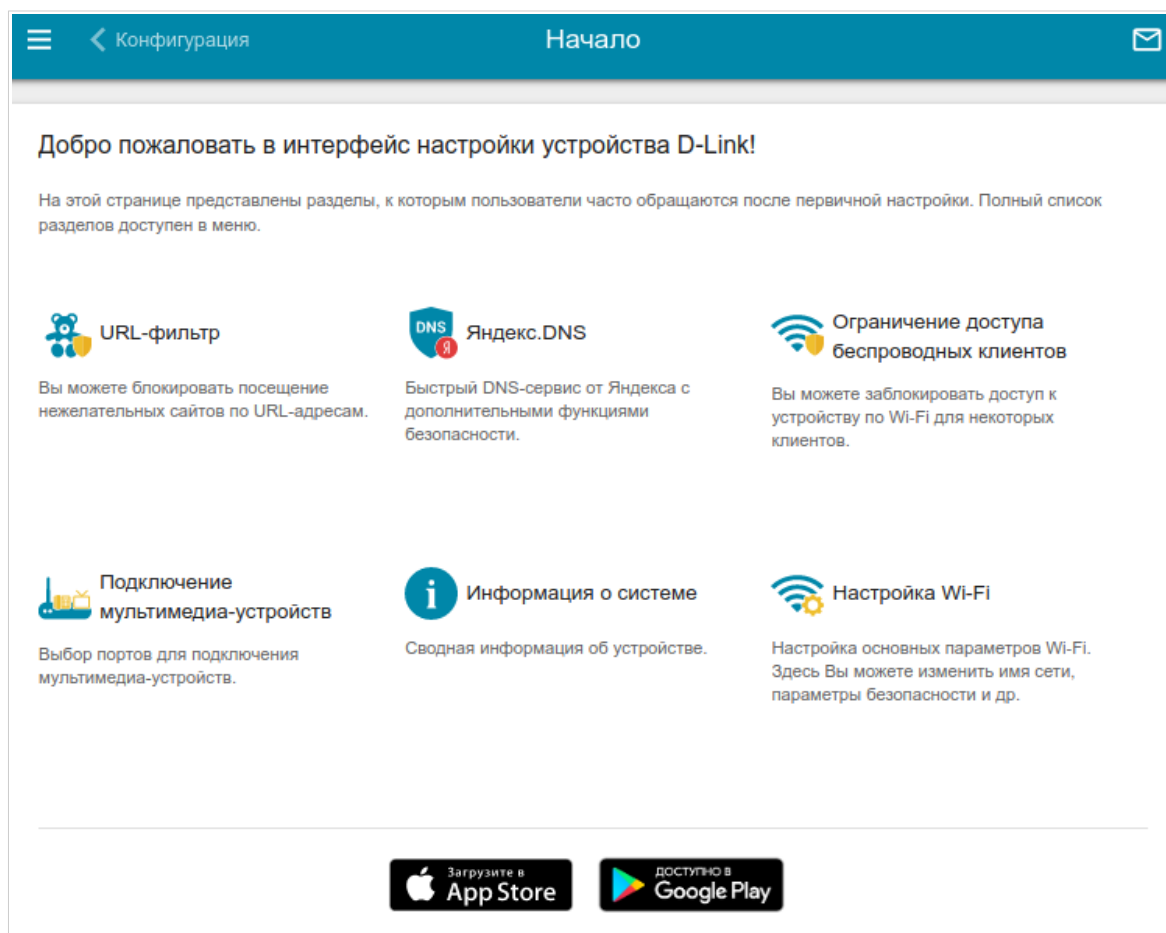 Конфигурация
Начало
Добро пожаловать в интерфейс настройки устройства D-Link!
На этой странице представлены разделы, к которым пользователи часто обращаются после первичной настройки. Полный список
разделов доступен в меню.
URL-фильтр
Вы можете блокировать посещение
нежелательных сайтов по URL-адресам.
DNS
Я
Яндекс.DNS
Быстрый DNS-сервис от Яндекса с
дополнительными функциями
безопасности.
Ограничение доступа
беспроводных клиентов
Вы можете заблокировать доступ к
устройству по Wi-Fi для некоторых
клиентов.
Подключение
мультимедиа-устройств
Выбор портов для подключения
мультимедиа-устройств.
i
Информация о системе
Сводная информация об устройстве.
Настройка Wi-Fi
Настройка основных параметров Wi-Fi.
Здесь Вы можете изменить имя сети,
параметры безопасности и др.
Загрузите в
App Store
ДОСТУПНО В
Google Play